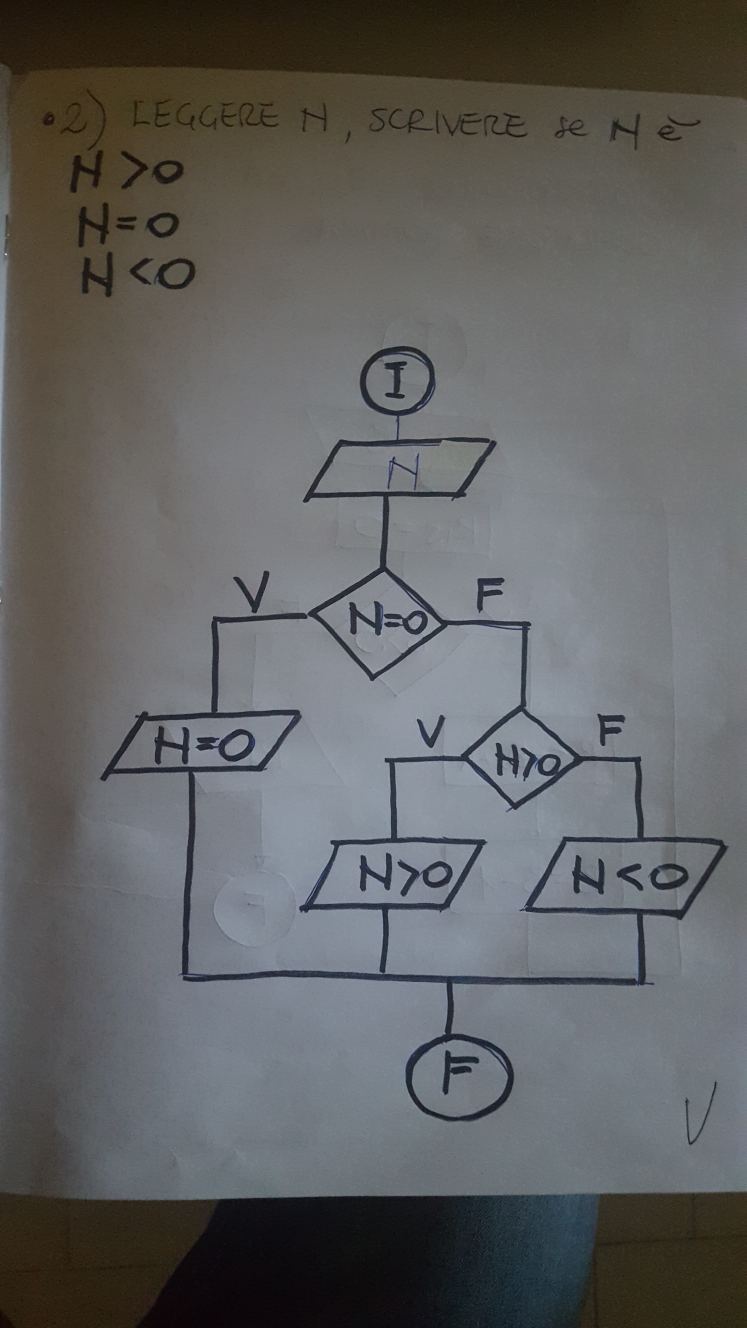 •2) LEGGERE N, SCRIVERE se N è
N >0
N=0
N <0
I
N
V
N=0
F
N=0
V
N>0
F
N>0
N <0
F
V